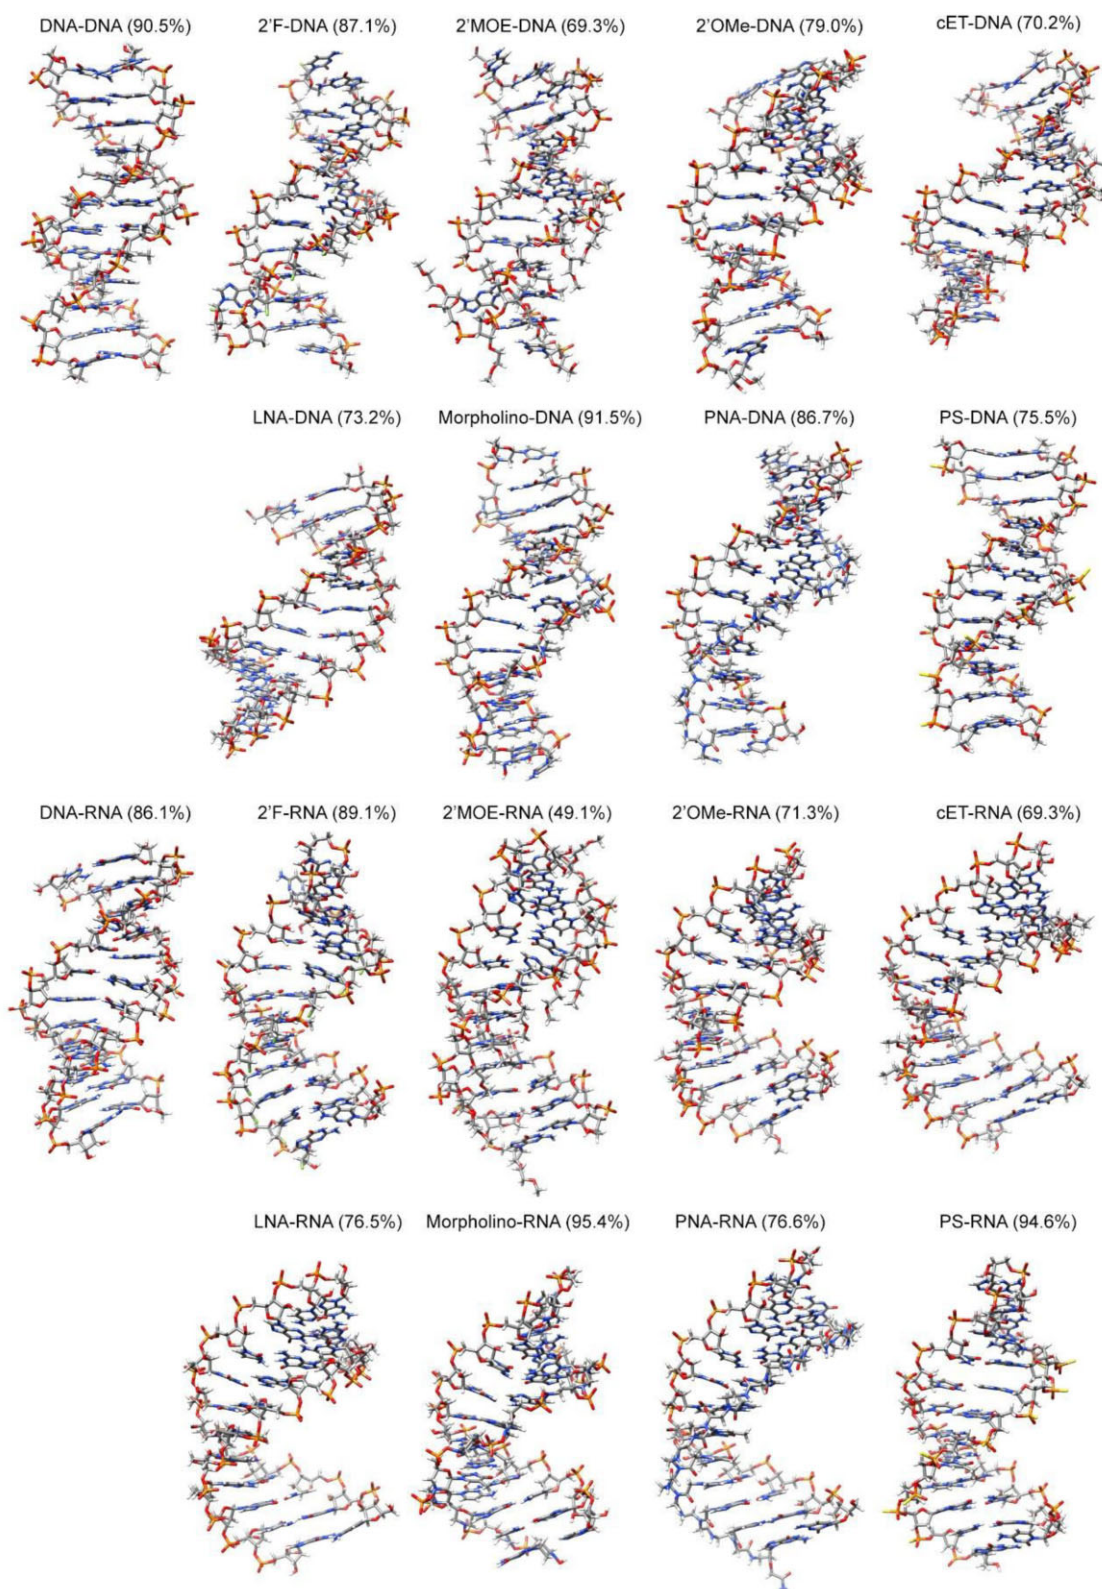 DNA-DNA (90.5%) 2'F-DNA (87.1%) 2'MOE-DNA (69.3%) 2'OMe-DNA (79.0%) cET-DNA (70.2%)
LNA-DNA (73.2%) Morpholino-DNA (91.5%) PNA-DNA (86.7%) PS-DNA (75.5%)
DNA-RNA (86.1%) 2'F-RNA (89.1%) 2'MOE-RNA (49.1%) 2'OMe-RNA (71.3%) cET-RNA (69.3%)
LNA-RNA (76.5%) Morpholino-RNA (95.4%) PNA-RNA (76.6%) PS-RNA (94.6%)